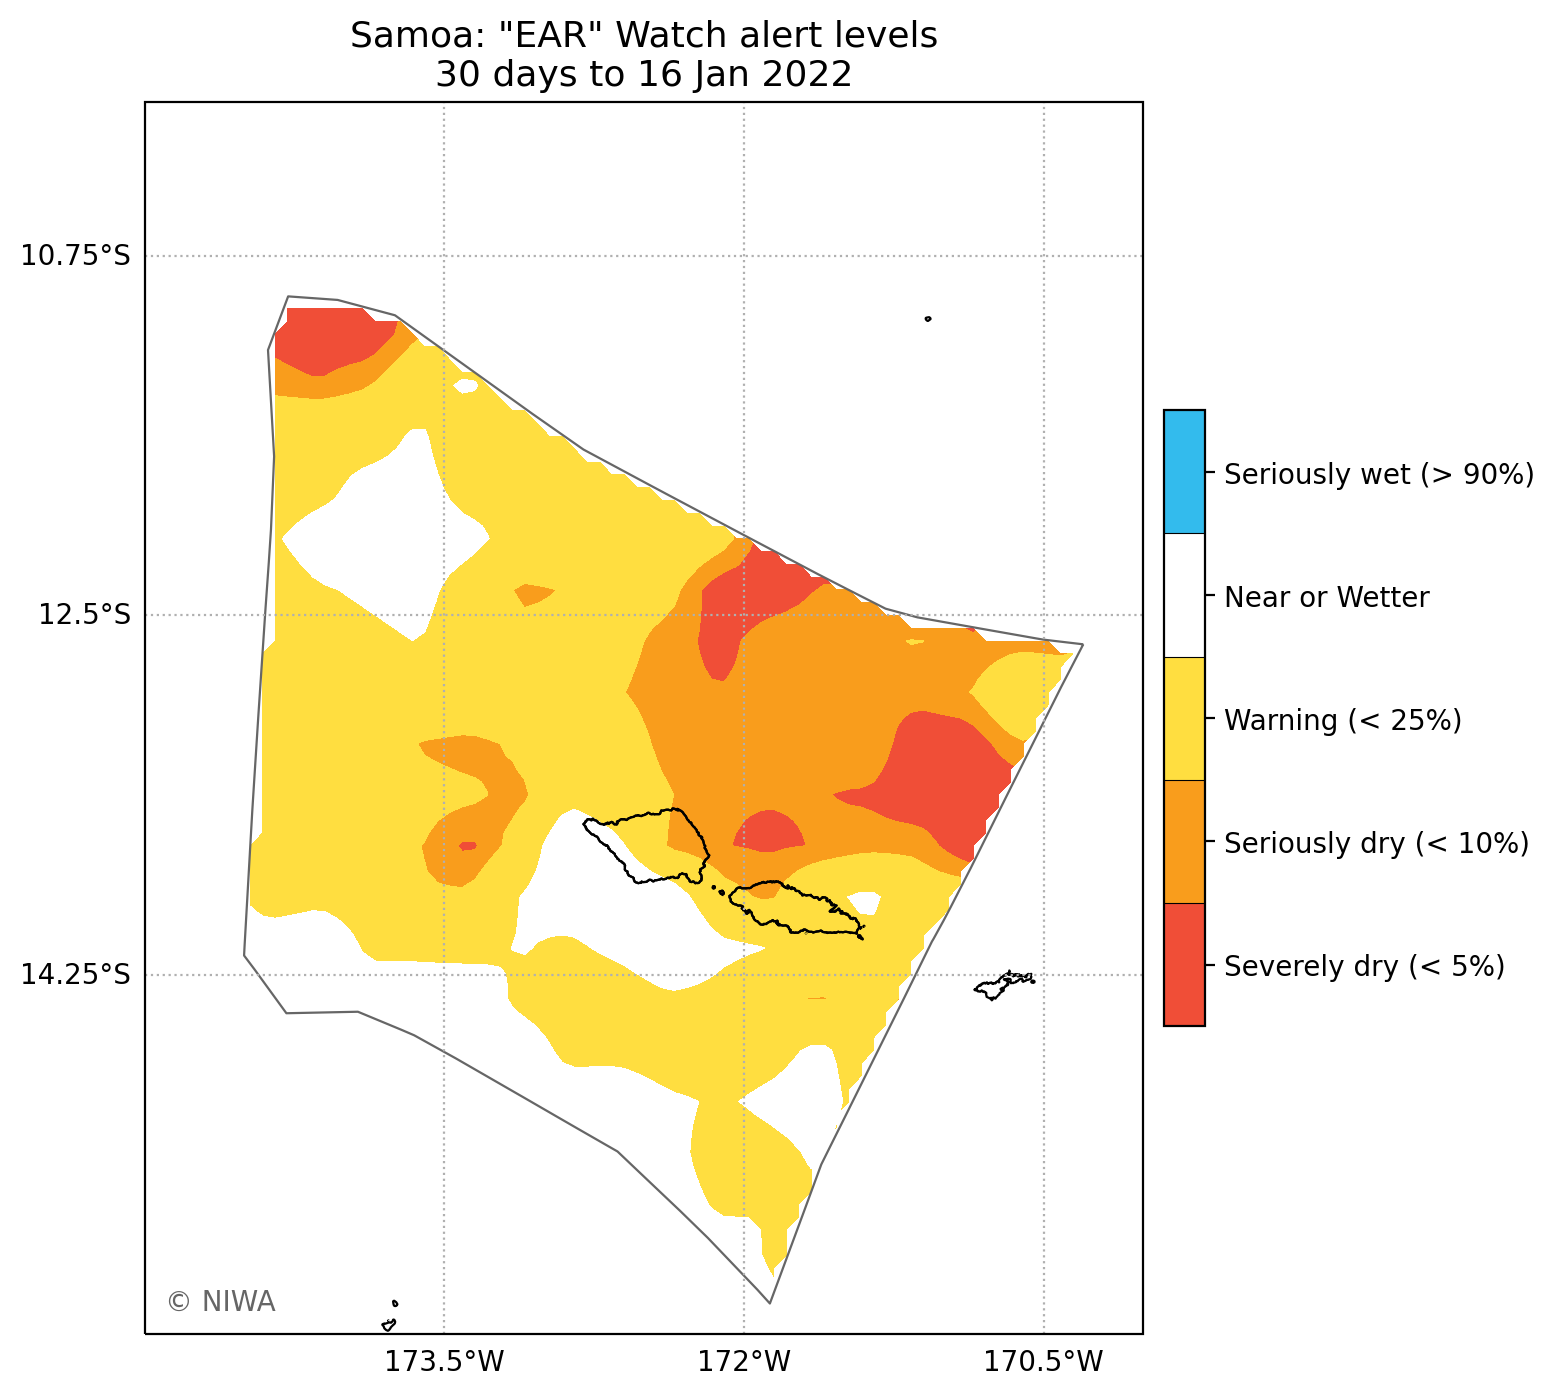 Samoa: "EAR" Watch alert levels
30 days to 16 Jan 2022
10.75°S
12.5°S
14.25°S
173.5°W
172°W
170.5°W
Seriously wet (> 90%)
Near or Wetter
Warning (< 25%)
Seriously dry (< 10%)
Severely dry (< 5%)
© NIWA